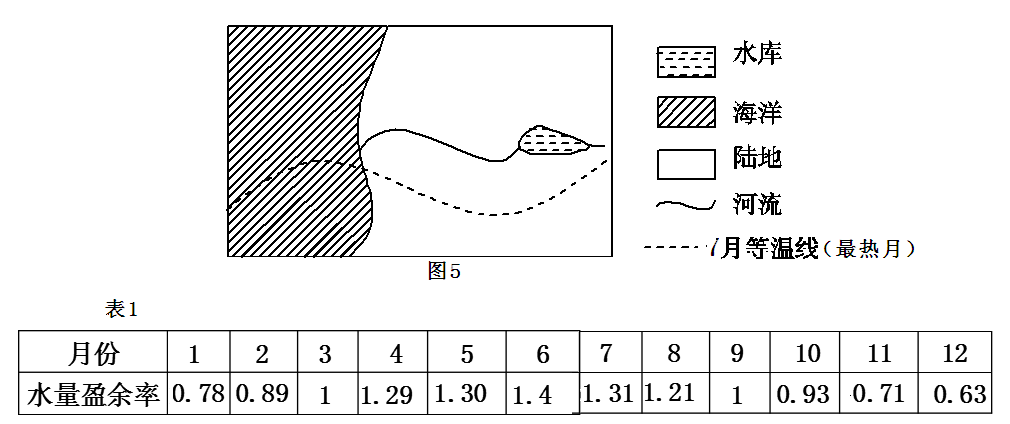 水库
海洋
陆地
河流
7月等温线(最热月)
图5
表1
月份 1 2 3 4 5 6 7 8 9 10 11 12
水量盈余率 0.78 0.89 1 1.29 1.30 1.4 1.31 1.21 1 0.93 0.71 0.63